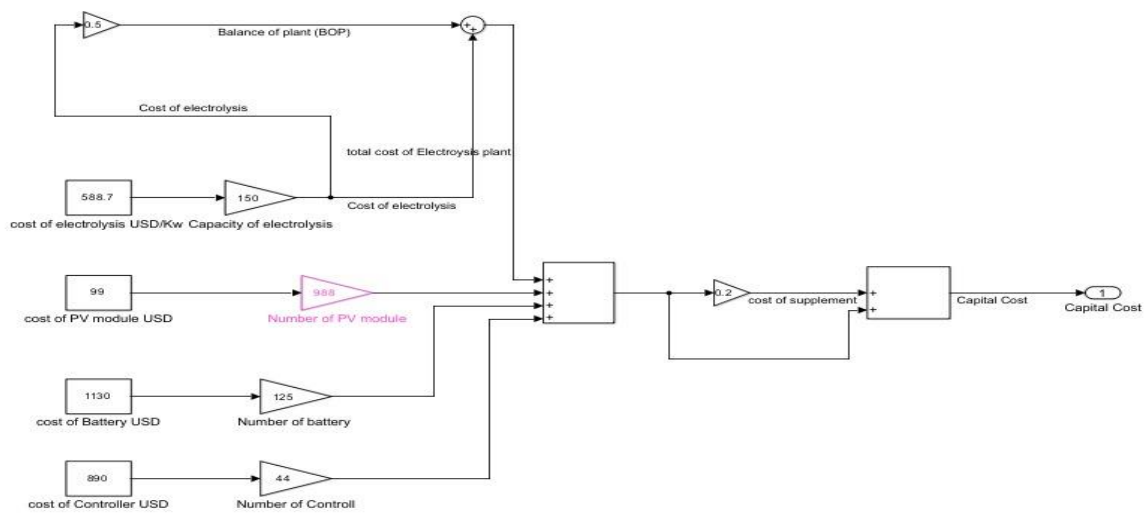 0.5
Balance of plant (BOP)
++
Cost of electrolysis
total cost of Electroysis plant
588.7
150
Cost of electrolysis
cost of electrolysis USD/Kw
Capacity of electrolysis
99
988
cost of PV module USD
Number of PV module
+
+
+
+
0.2
cost of supplement
+
+
Capital Cost
1
Capital Cost
1130
125
cost of Battery USD
Number of battery
890
44
cost of Controller USD
Number of Controll